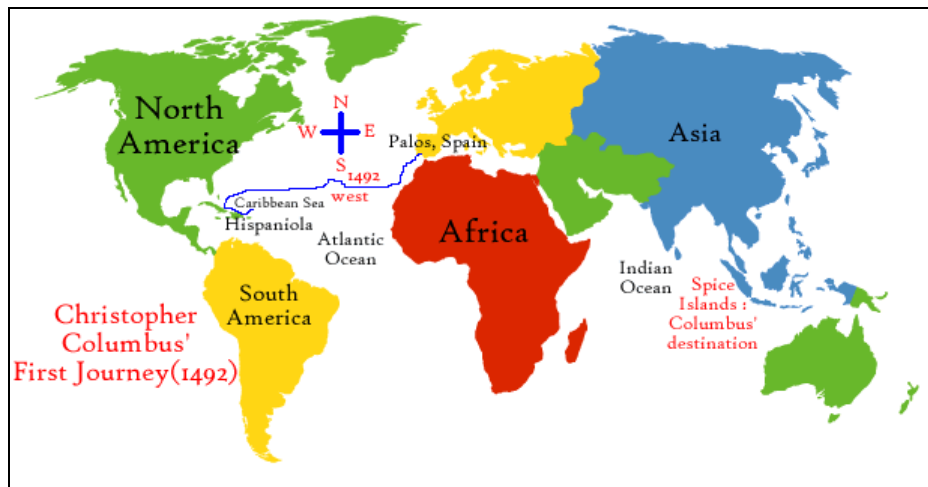 North
America
N
W
E
S
1492
west
Palos, Spain
Asia
Caribbean Sea
Hispaniola
Atlantic
Ocean
Africa
Indian
Ocean
Spice
Islands :
Columbus'
destination
South
America
Christopher
Columbus'
First Journey(1492)